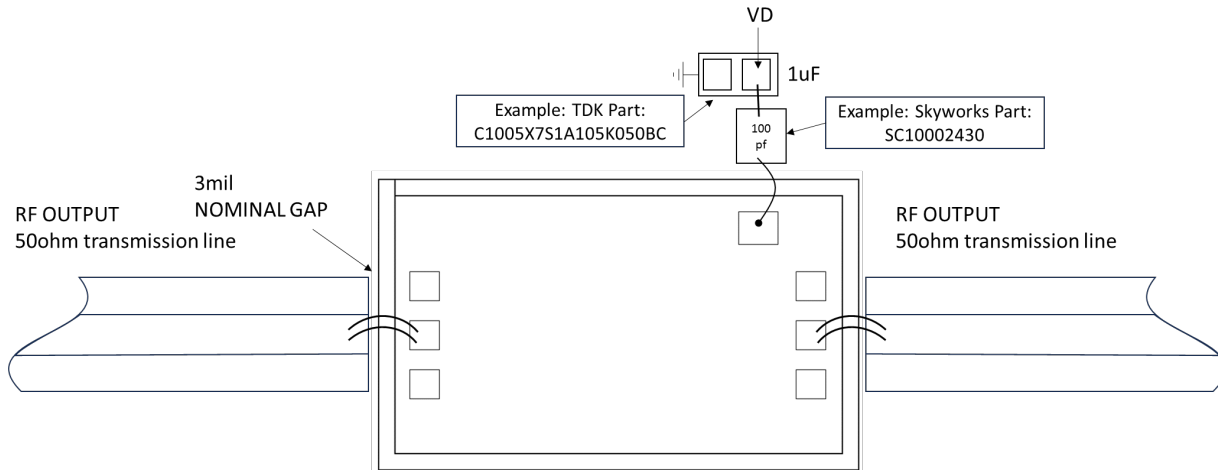 VD
1uF
Example: TDK Part:
C1005X7S1A105K050BC
100
pf
Example: Skyworks Part:
SC10002430
3mil
NOMINAL GAP
RF OUTPUT
50ohm transmission line
RF OUTPUT
50ohm transmission line